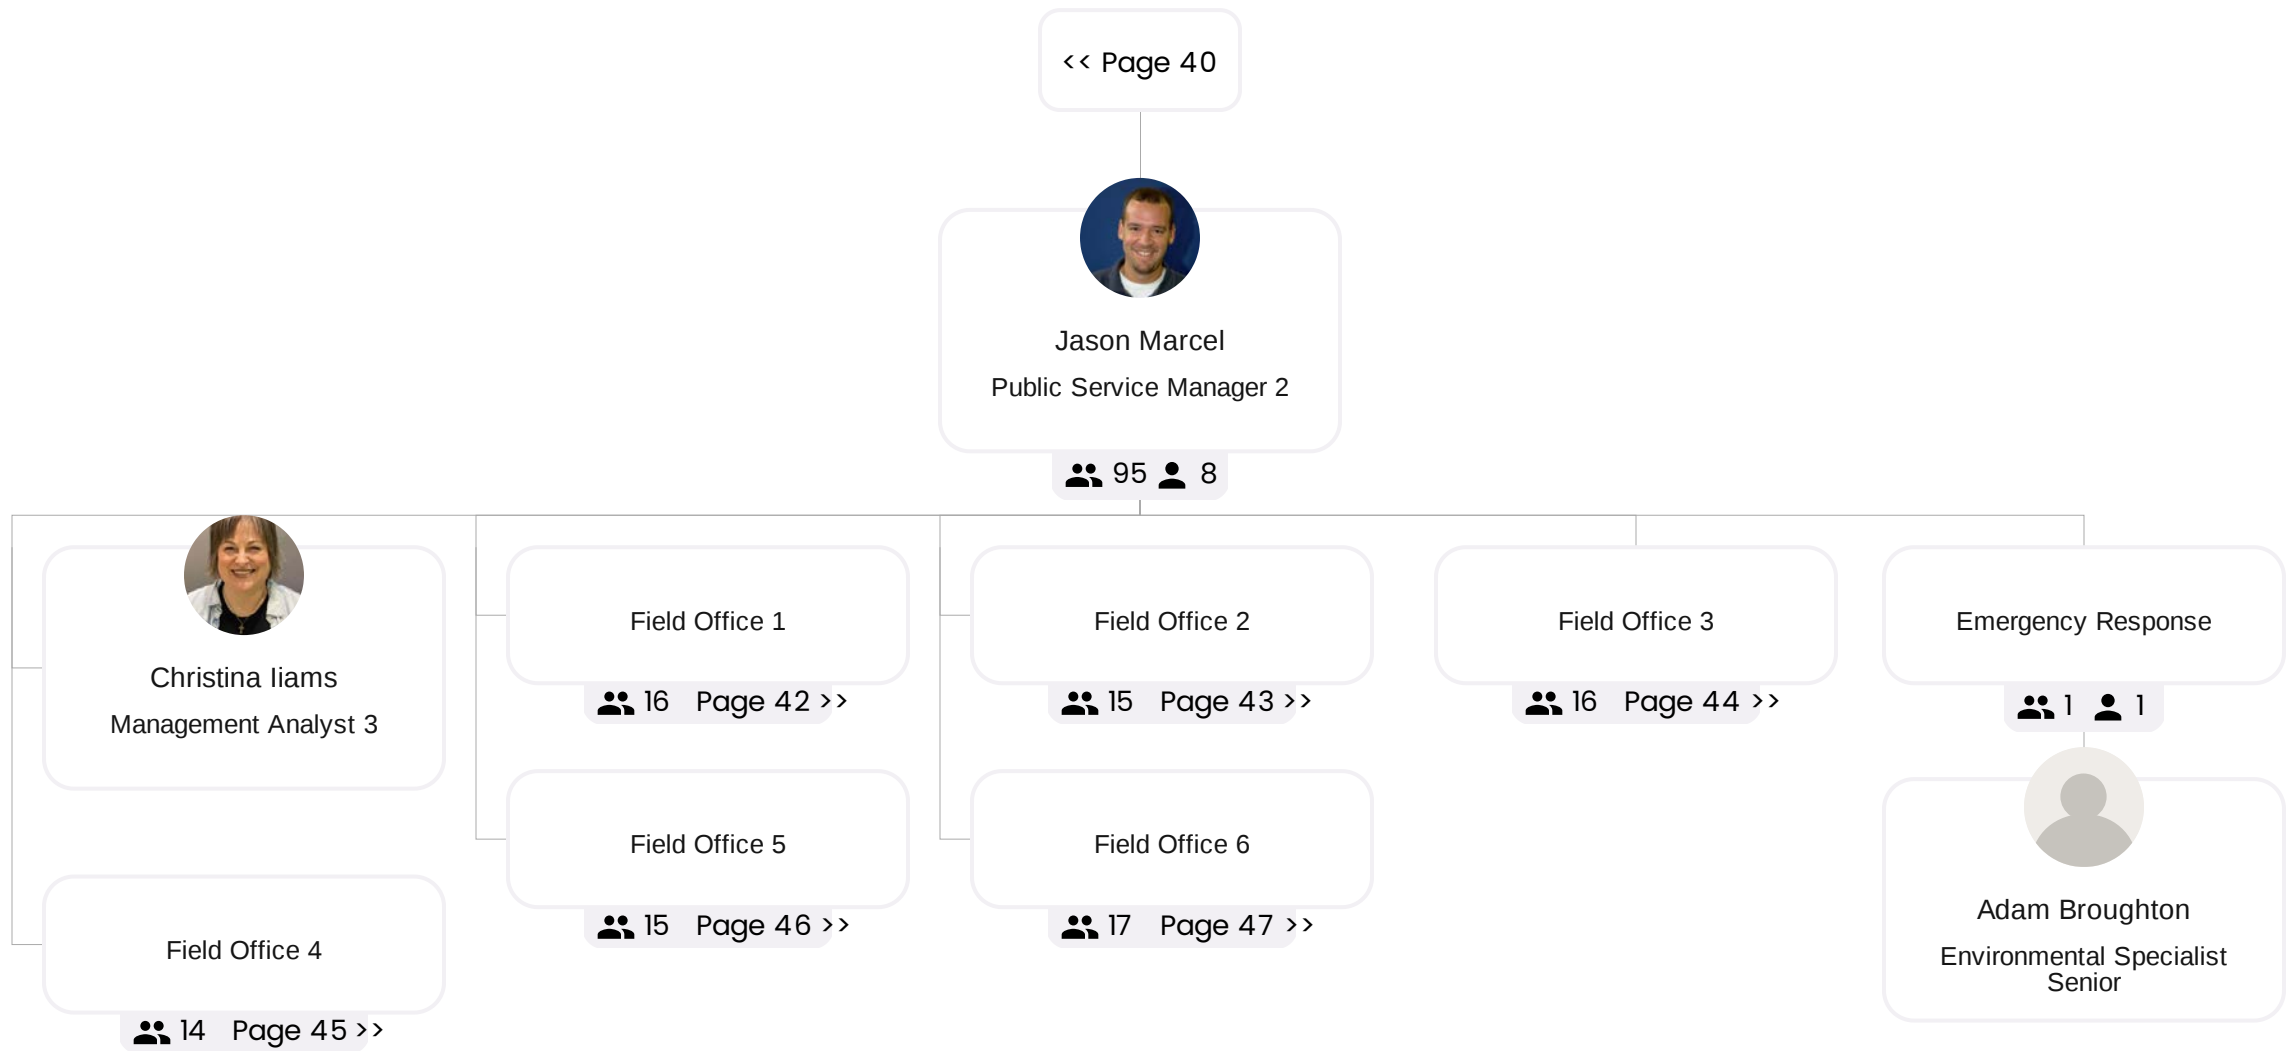 << Page 40
Jason Marcel
Public Service Manager 2
95 8
Christina Iiams
Management Analyst 3
Field Office 1
16 Page 42 >>
Field Office 2
15 Page 43 >>
Field Office 3
16 Page 44 >>
Emergency Response
1 1
Field Office 4
14 Page 45 >>
Field Office 5
15 Page 46 >>
Field Office 6
17 Page 47 >>
Adam Broughton
Environmental Specialist
Senior